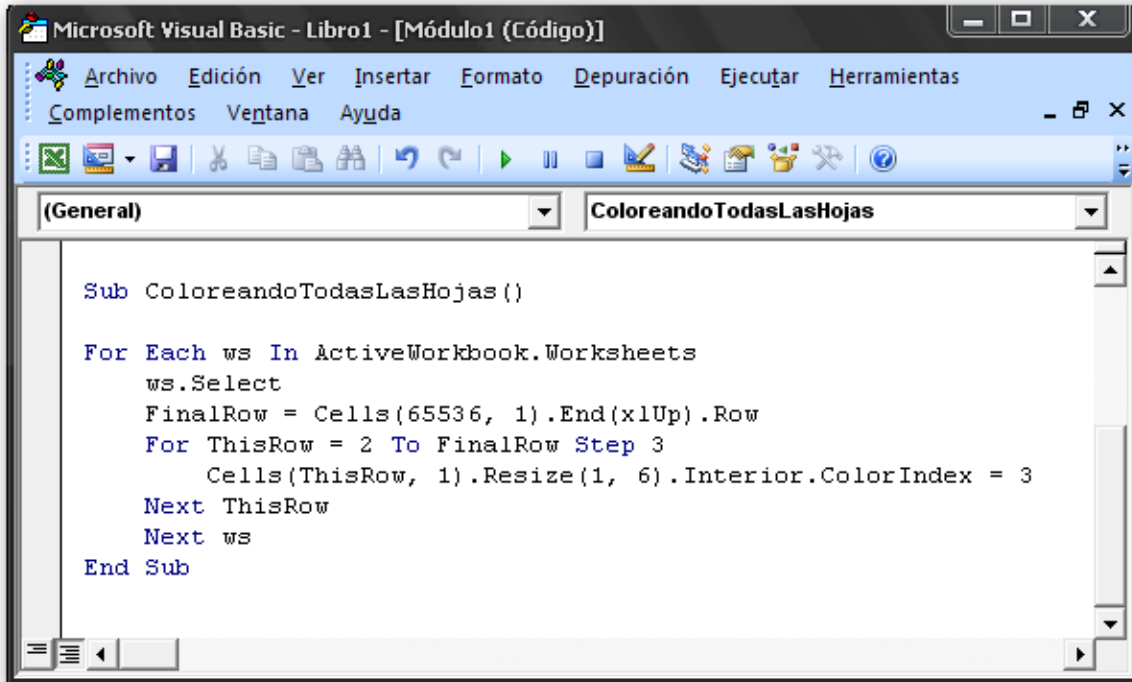 Microsoft Visual Basic - Libro1 - [Módulo1 (Código)]
Archivo Edición Ver Insertar Formato Depuración Ejecutar Herramientas
Complementos Ventana Ayuda
(General) ColoreandoTodasLasHojas
Sub ColoreandoTodasLasHojas()
For Each ws In ActiveWorkbook.Worksheets
ws.Select
FinalRow = Cells(65536, 1).End(xlUp).Row
For ThisRow = 2 To FinalRow Step 3
Cells(ThisRow, 1).Resize(1, 6).Interior.ColorIndex = 3
Next ThisRow
Next ws
End Sub